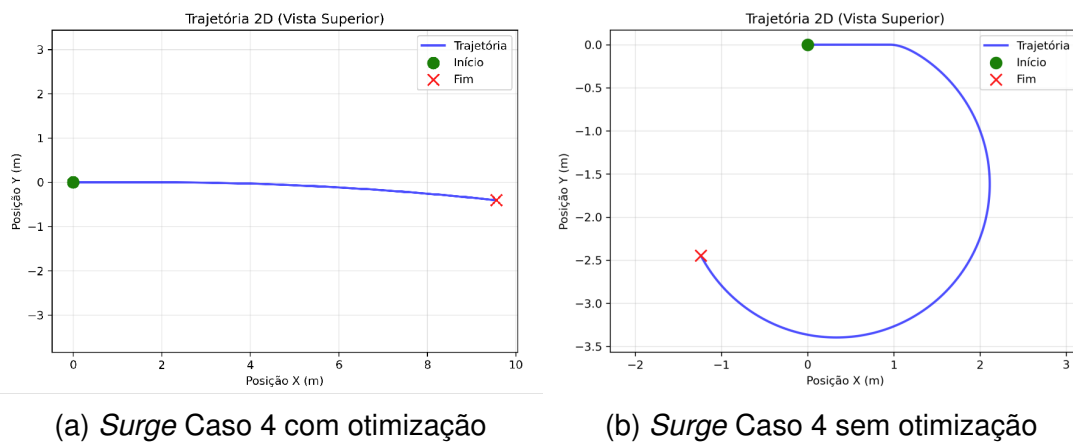 Trajetória 2D (Vista Superior)
3
2
1
0
−1
−2
−3
Posição Y (m)
Trajetória
Início
Fim
0
2
4
6
8
10
Posição X (m)
(a) Surge Caso 4 com otimização
Trajetória 2D (Vista Superior)
0.0
−0.5
−1.0
−1.5
−2.0
−2.5
−3.0
−3.5
Posição Y (m)
Trajetória
Início
Fim
−2
−1
0
1
2
3
Posição X (m)
(b) Surge Caso 4 sem otimização